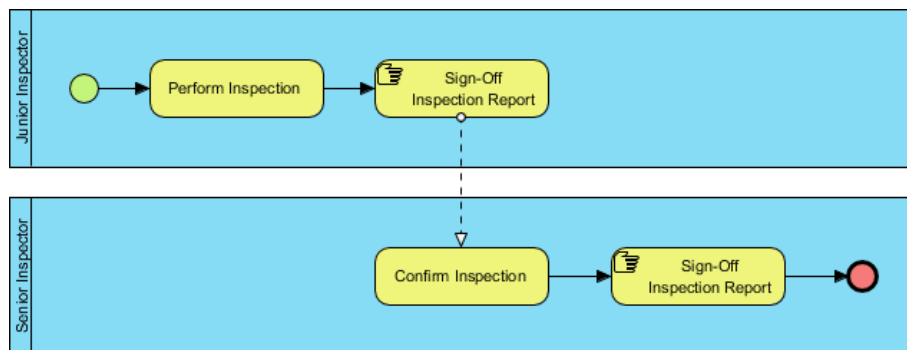 Junior Inspector
Perform Inspection
Sign-Off
Inspection Report
Senior Inspector
Confirm Inspection
Sign-Off
Inspection Report